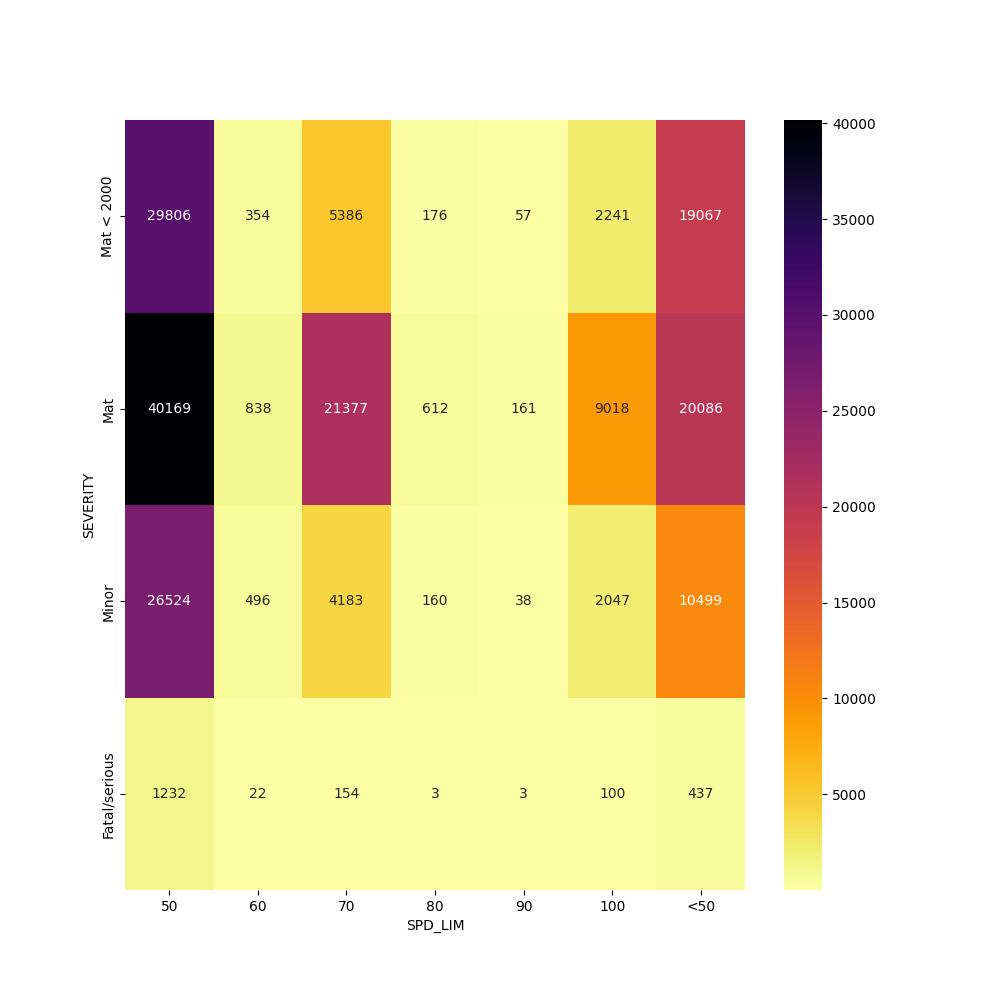 SEVERITY
Mat < 2000
29806 354 5386 176 57 2241 19067
Mat
40169 838 21377 612 161 9018 20086
Minor
26524 496 4183 160 38 2047 10499
Fatal/serious
1232 22 154 3 3 100 437
50 60 70 80 90 100 <50
SPD_LIM
40000
35000
30000
25000
20000
15000
10000
5000